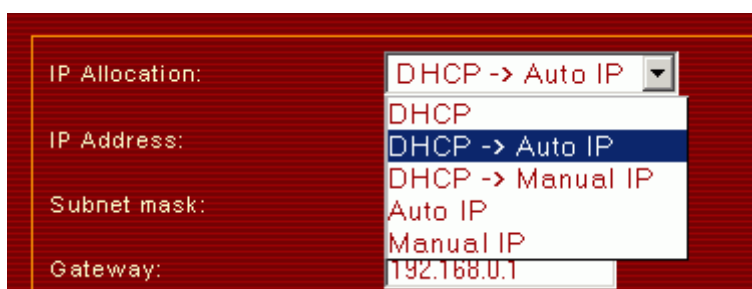 IP Allocation: DHCP -> Auto IP
DHCP
IP Address: DHCP -> Auto IP
DHCP -> Manual IP
Subnet mask: Auto IP
Manual IP
Gateway: 192.168.0.1